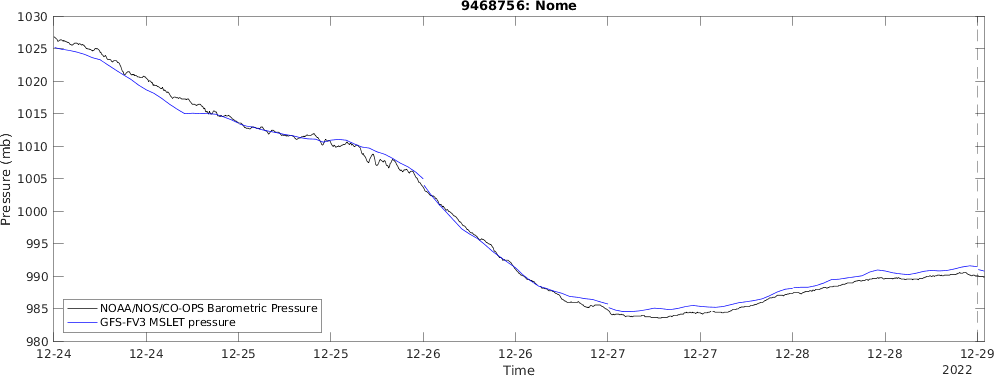 9468756: Nome
1030
1025
1020
1015
1010
1005
1000
995
990
985
980
Pressure (mb)
NOAA/NOS/CO-OPS Barometric Pressure
GFS-FV3 MSLET pressure
12-24 12-24 12-25 12-25 12-26 12-26 12-27 12-27 12-28 12-28 12-29
Time
2022